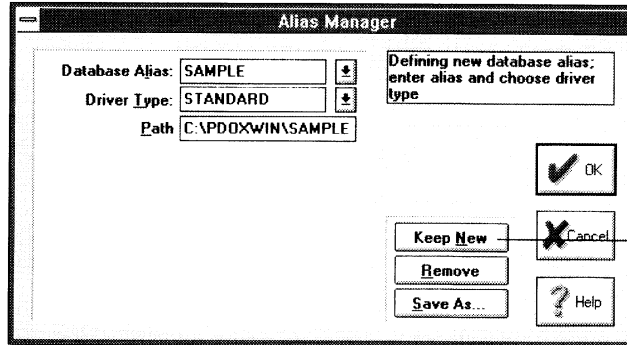 Alias Manager
Database Alias: SAMPLE
Driver Type: STANDARD
Path C:\PDOXWIN\SAMPLE
Defining new database alias;
enter alias and choose driver
type
OK
Keep New
Cancel
Remove
Save As...
Help